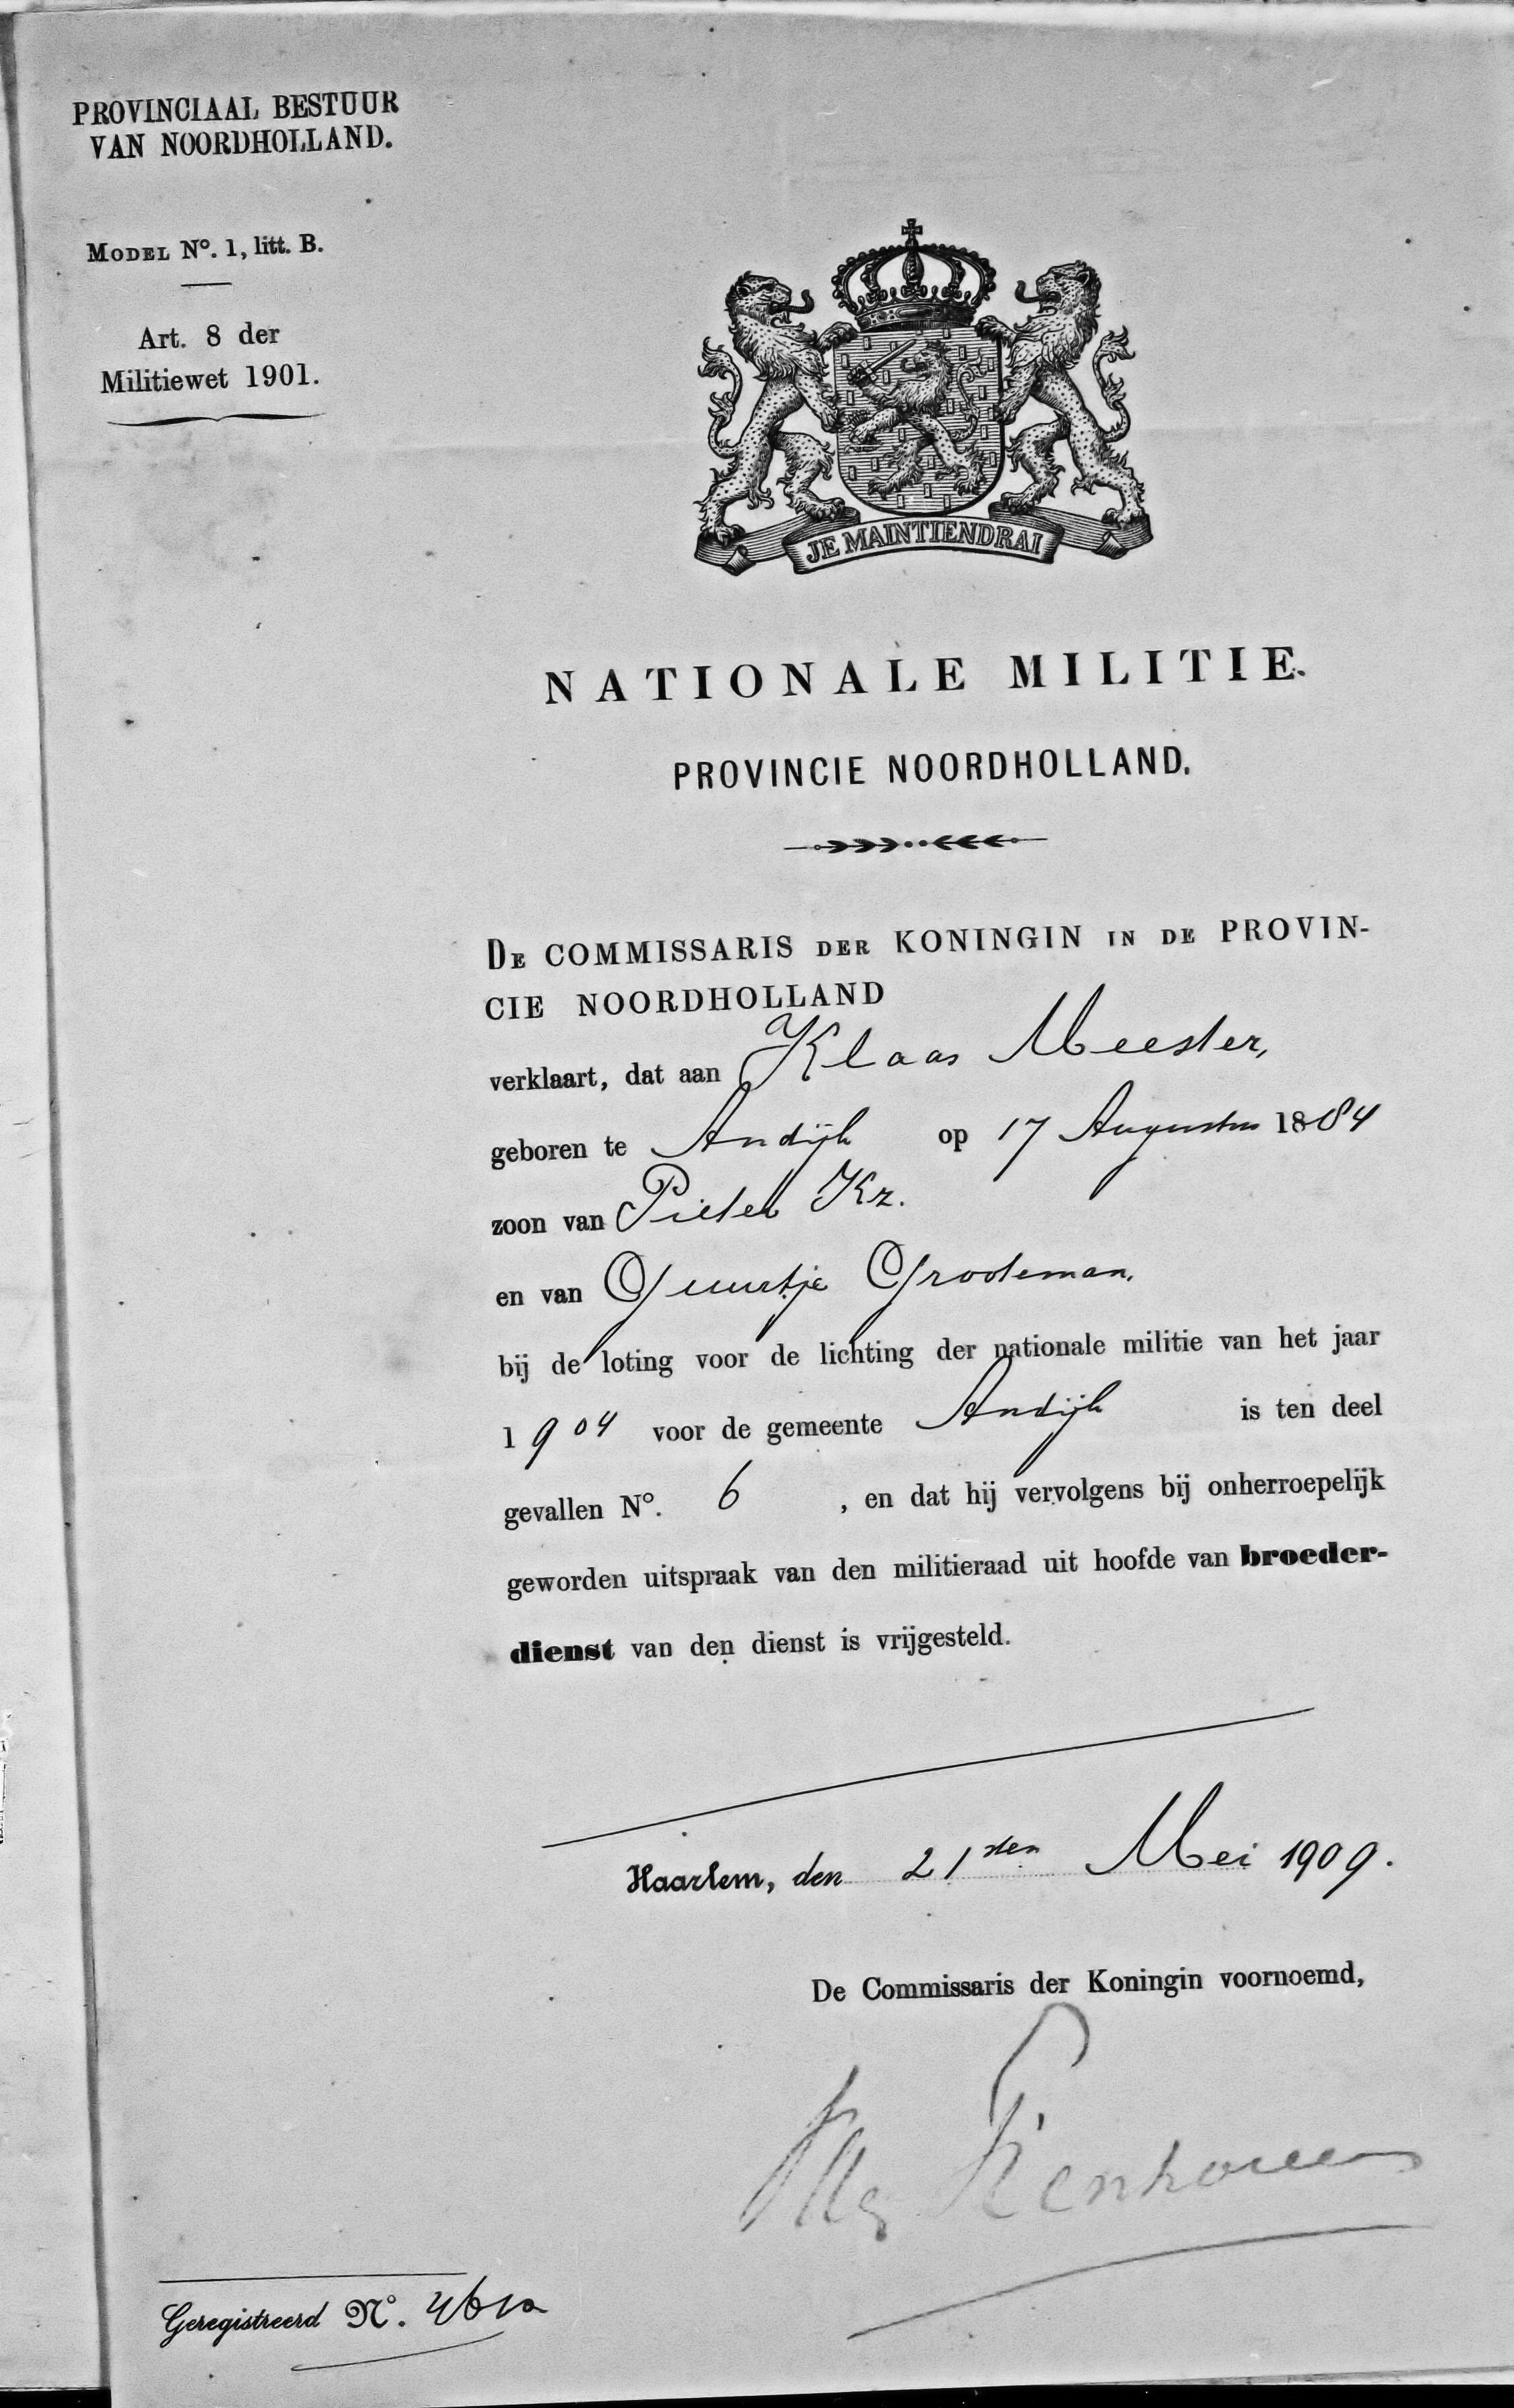 PROVINCIAAL BESTUUR
VAN NOORDHOLLAND.
MODEL No. 1, litt. B.
Art. 8 der
Militiewet 1901.
JE MAINTIENDRAI
NATIONALE MILITIE.
PROVINCIE NOORDHOLLAND.
DE COMMISSARIS DER KONINGIN IN DE PROVIN-
CIE NOORDHOLLAND
verklaart, dat aan Klaas Meester,
geboren te Andijk op 17 Augustus 1884
zoon van Pieter Kz.
en van Guurtje Grooteman,
bij de loting voor de lichting der nationale militie van het jaar
1904 voor de gemeente Andijk is ten deel
gevallen No. 6, en dat hij vervolgens bij onherroepelijk
geworden uitspraak van den militieraad uit hoofde van broeder-
dienst van den dienst is vrijgesteld.
Haarlem, den 21sten Mei 1909.
De Commissaris der Koningin voornoemd,
Tienhoven
Geregistreerd No.